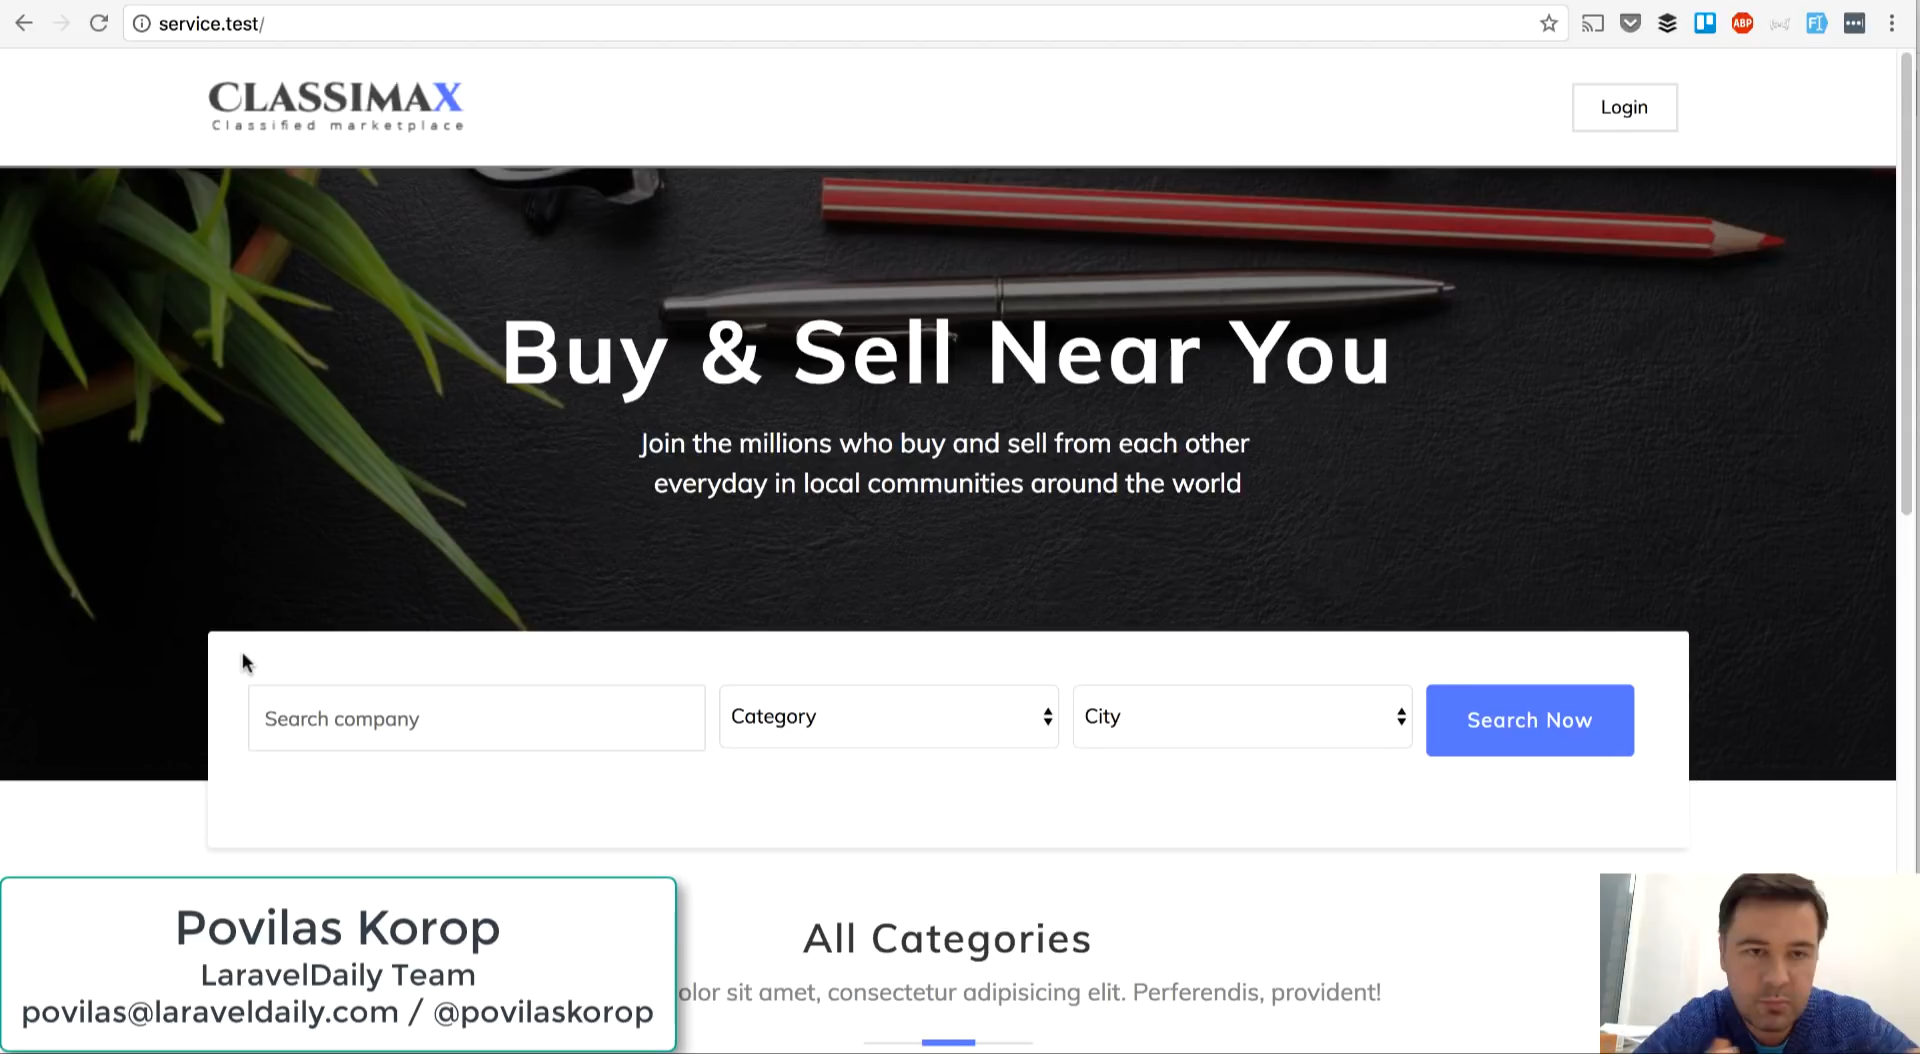 service.test/
ABP
CLASSIMAX
Classified marketplace
Login
Buy & Sell Near You
Join the millions who buy and sell from each other
everyday in local communities around the world
Search company
Category
City
Search Now
All Categories
olor sit amet, consectetur adipisicing elit. Perferendis, provident!
Povilas Korop
LaravelDaily Team
povilas@laraveldaily.com / @povilaskorop